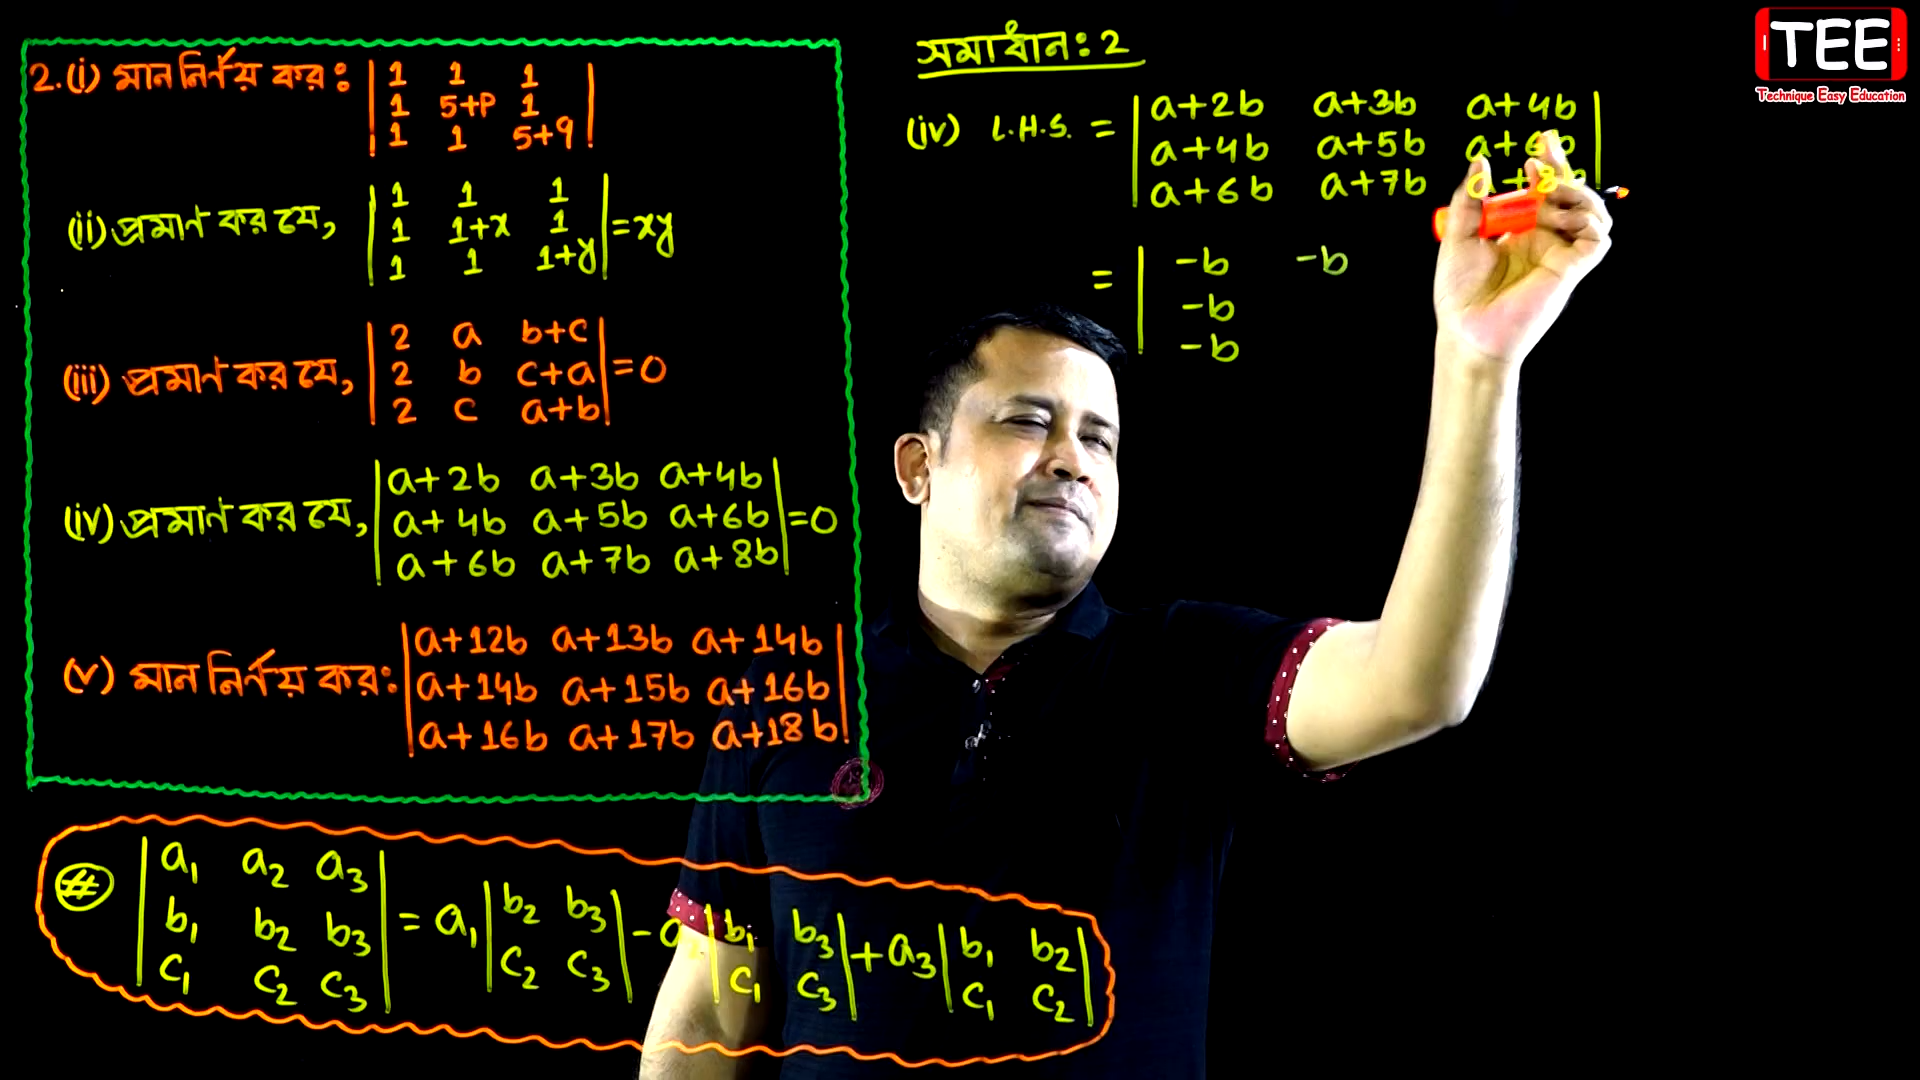 2.(i) মান নির্ণয় কর:
1 1 1
1 5+p 1
1 1 5+q
(ii) প্রমাণ কর যে,
1 1 1
1 1+x 1
1 1 1+y
=xy
(iii) প্রমাণ কর যে,
2 a b+c
2 b c+a
2 c a+b
=0
(iv) প্রমাণ কর যে,
a+2b a+3b a+4b
a+4b a+5b a+6b
a+6b a+7b a+8b
=0
(v) মান নির্ণয় কর:
a+12b a+13b a+14b
a+14b a+15b a+16b
a+16b a+17b a+18b
#
a₁ a₂ a₃
b₁ b₂ b₃
c₁ c₂ c₃
= a₁
b₂ b₃
c₂ c₃
- a₂
b₁ b₃
c₁ c₃
+ a₃
b₁ b₂
c₁ c₂
সমাধান: 2
(iv) L.H.S. =
a+2b a+3b a+4b
a+4b a+5b a+6b
a+6b a+7b a+8b
=
-b -b
-b
-b
TEE
Technique Easy Education